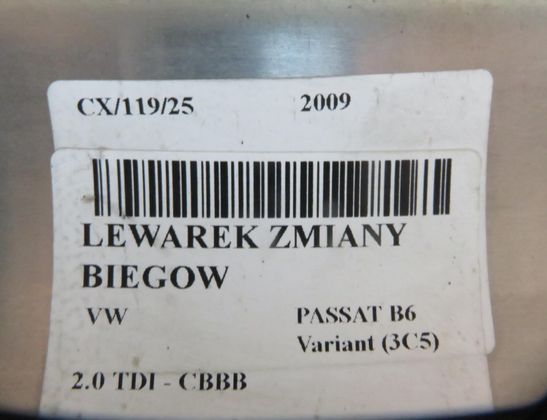 CX/119/25 2009
LEWAREK ZMIANY
BIEGOW
VW PASSAT B6
Variant (3C5)
2.0 TDI - CBBB